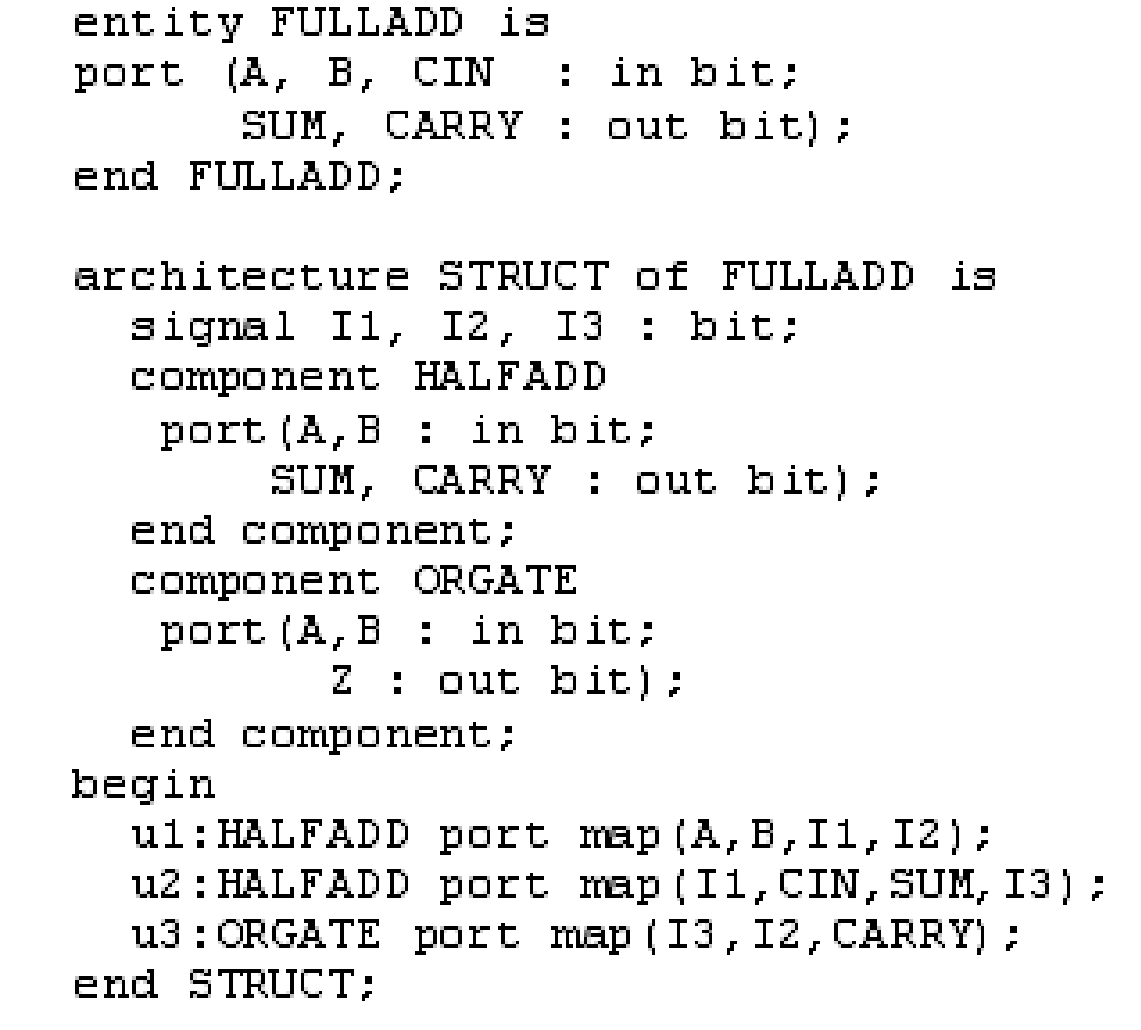 entity FULLADD is
port (A, B, CIN  : in bit;
      SUM, CARRY : out bit);
end FULLADD;

architecture STRUCT of FULLADD is
  signal I1, I2, I3 : bit;
  component HALFADD
   port(A,B : in bit;
       SUM, CARRY : out bit);
  end component;
  component ORGATE
   port(A,B : in bit;
         Z : out bit);
  end component;
begin
  u1:HALFADD port map(A,B,I1,I2);
  u2:HALFADD port map(I1,CIN,SUM,I3);
  u3:ORGATE port map(I3,I2,CARRY);
end STRUCT;